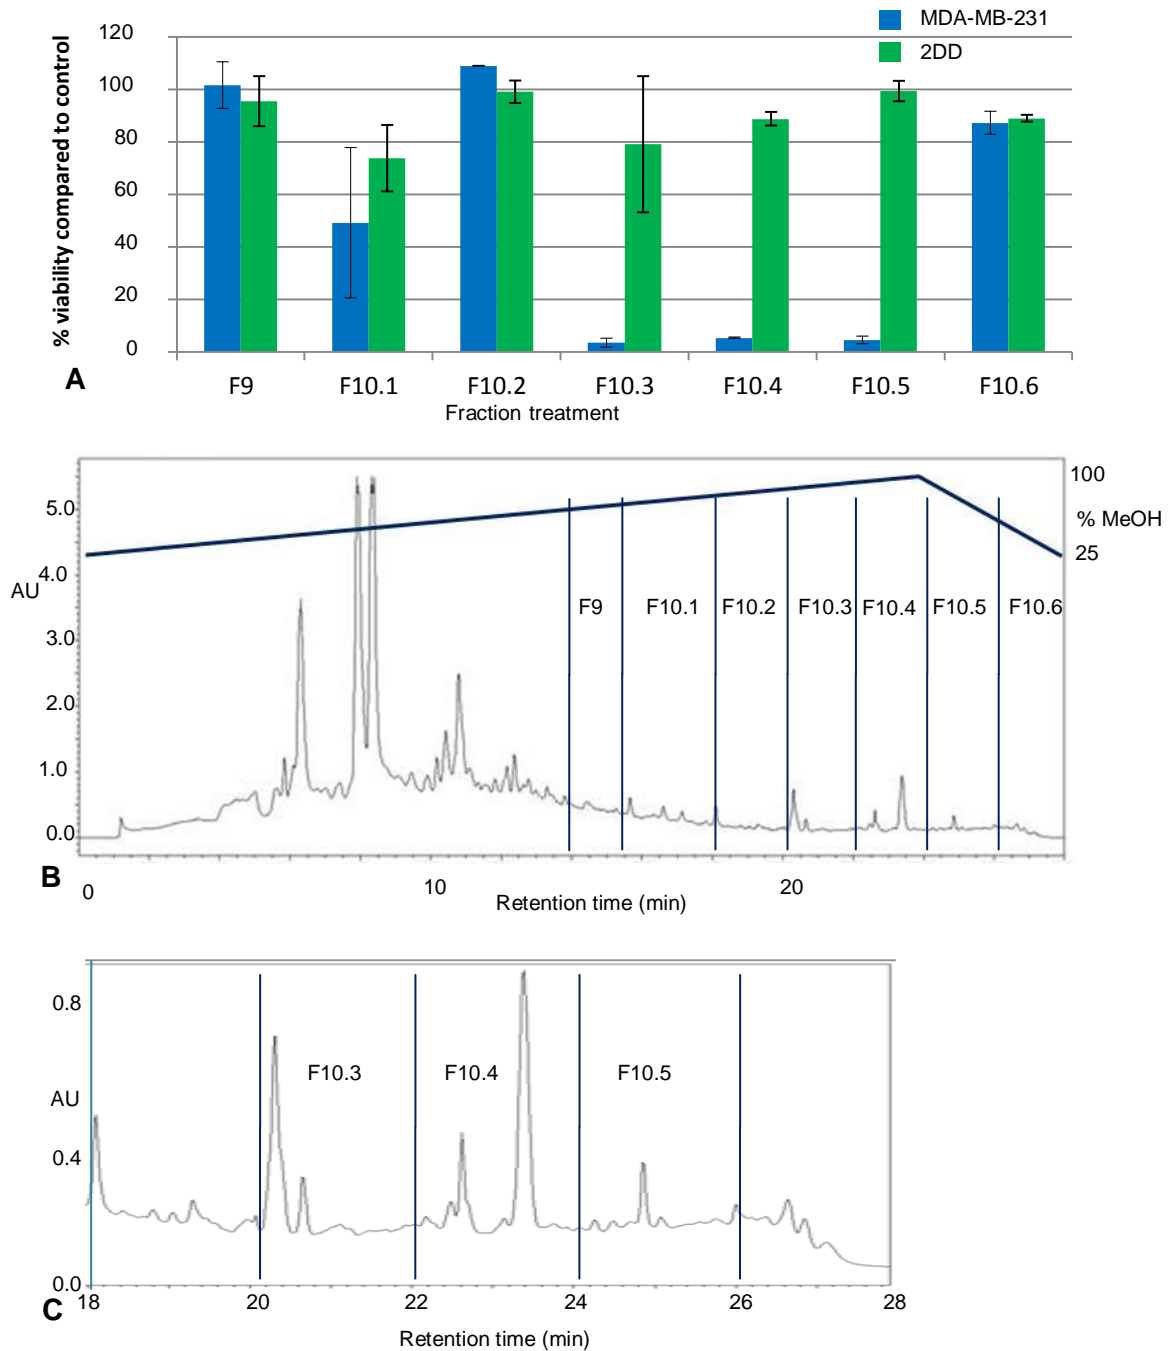 MDA-MB-231
2DD
120
100
80
60
40
20
0
% viability compared to control
A
F9 F10.1 F10.2 F10.3 F10.4 F10.5 F10.6
Fraction treatment
100
% MeOH
25
5.0
4.0
AU
3.0
2.0
1.0
0.0
F9 F10.1 F10.2 F10.3 F10.4 F10.5 F10.6
B
0 10 20
Retention time (min)
0.8
AU
0.4
0.0
F10.3 F10.4 F10.5
C
18 20 22 24 26 28
Retention time (min)